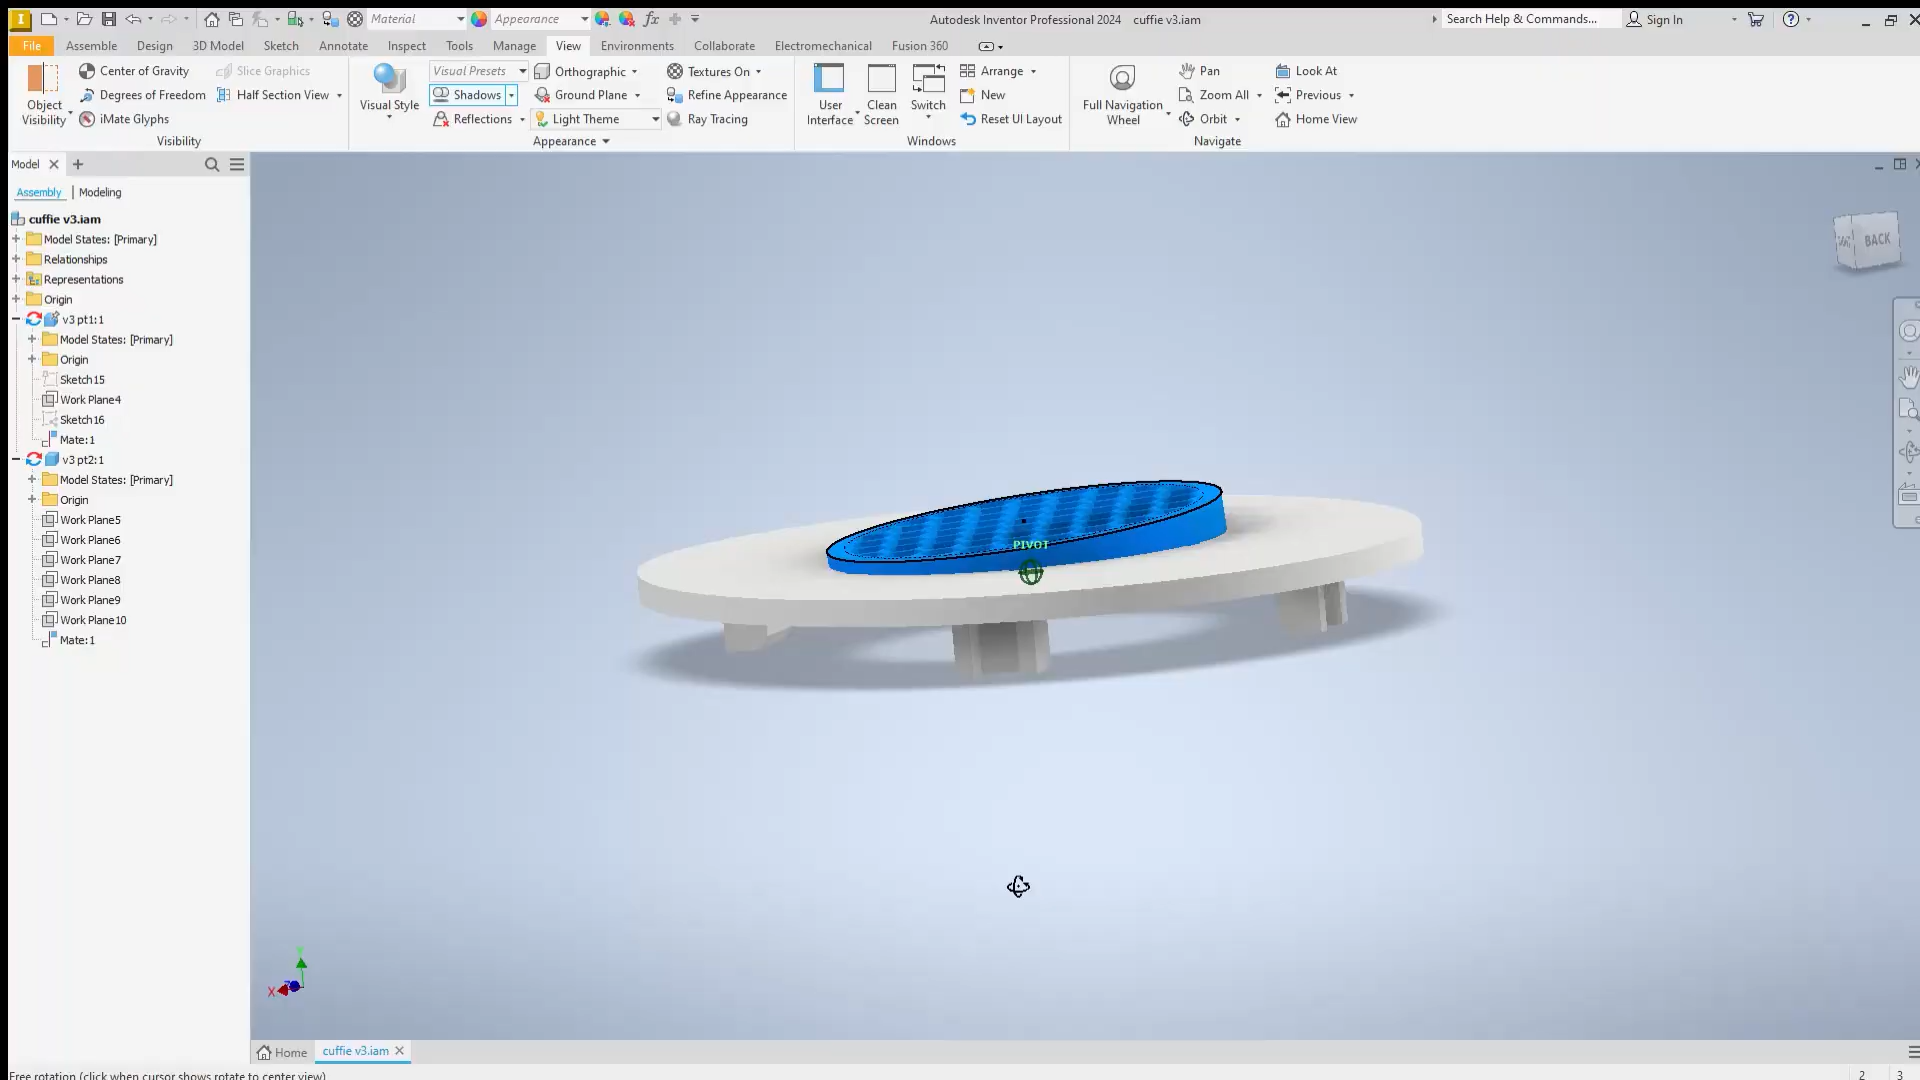 Material
Appearance
fx
Autodesk Inventor Professional 2024 cuffie v3.iam
Search Help & Commands...
Sign In
File
Assemble
Design
3D Model
Sketch
Annotate
Inspect
Tools
Manage
View
Environments
Collaborate
Electromechanical
Fusion 360
Object
Visibility
Center of Gravity
Degrees of Freedom
iMate Glyphs
Slice Graphics
Half Section View
Visibility
Visual Style
Visual Presets
Shadows
Reflections
Orthographic
Ground Plane
Light Theme
Textures On
Refine Appearance
Ray Tracing
Appearance
User
Interface
Clean
Screen
Switch
Arrange
New
Reset UI Layout
Windows
Full Navigation
Wheel
Pan
Zoom All
Orbit
Look At
Previous
Home View
Navigate
Model
Assembly | Modeling
cuffie v3.iam
Model States: [Primary]
Relationships
Representations
Origin
v3 pt1:1
Model States: [Primary]
Origin
Sketch15
Work Plane4
Sketch16
Mate:1
v3 pt2:1
Model States: [Primary]
Origin
Work Plane5
Work Plane6
Work Plane7
Work Plane8
Work Plane9
Work Plane10
Mate:1
BACK
PIVOT
Y
X
Z
Home
cuffie v3.iam
Free rotation (click when cursor shows rotate to center view)
2
3